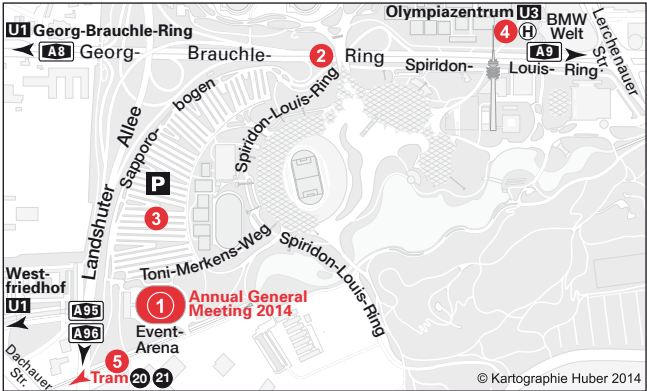 U1 Georg-Brauchle-Ring
A8 Georg- Brauchle- Ring
2
Olympiazentrum U3
4 H BMW
Welt
A9
Spiridon- Louis- Ring
Lerchenauer
Str.
Landshuter Allee
Sapporo-
bogen
Spiridon-Louis-Ring
P
3
Toni-Merkens-Weg
Spiridon-Louis-Ring
West-
friedhof
U1
A95
A96
1
Annual General
Meeting 2014
Event-
Arena
5
Dachauer
Str.
Tram 20 21
© Kartographie Huber 2014